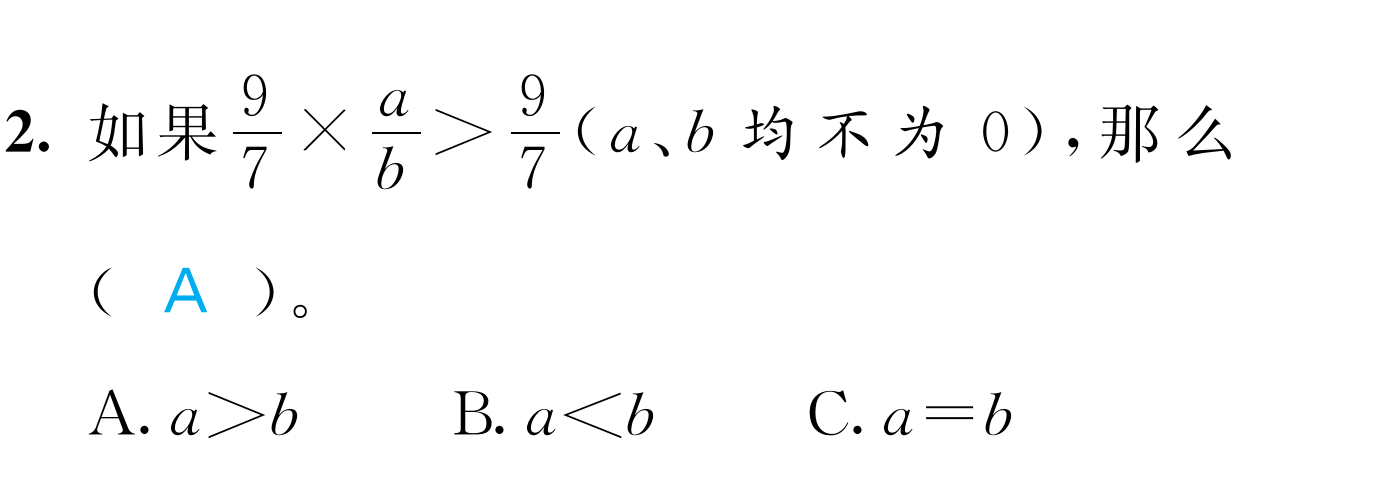 2. 如果 9/7 × a/b > 9/7 (a、b 均不为 0),那么
( A )。
A. a>b B. a<b C. a=b